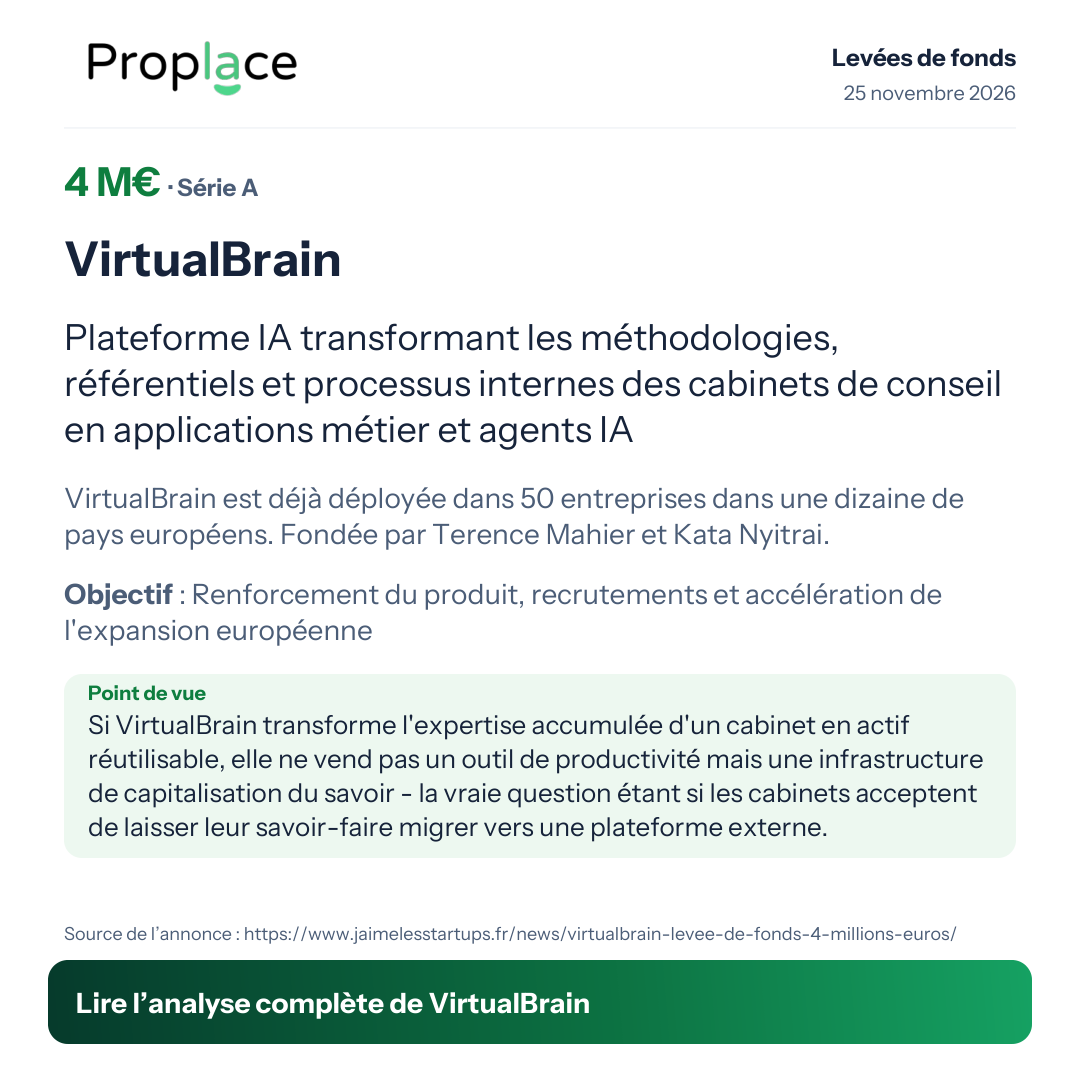 Proplace
Levées de fonds
25 novembre 2026
4 M€ · Série A
VirtualBrain
Plateforme IA transformant les méthodologies,
référentiels et processus internes des cabinets de conseil
en applications métier et agents IA
VirtualBrain est déjà déployée dans 50 entreprises dans une dizaine de
pays européens. Fondée par Terence Mahier et Kata Nyitrai.
Objectif : Renforcement du produit, recrutements et accélération de
l'expansion européenne
Point de vue
Si VirtualBrain transforme l'expertise accumulée d'un cabinet en actif
réutilisable, elle ne vend pas un outil de productivité mais une infrastructure
de capitalisation du savoir - la vraie question étant si les cabinets acceptent
de laisser leur savoir-faire migrer vers une plateforme externe.
Source de l’annonce : https://www.jaimelesstartups.fr/news/virtualbrain-levee-de-fonds-4-millions-euros/
Lire l’analyse complète de VirtualBrain